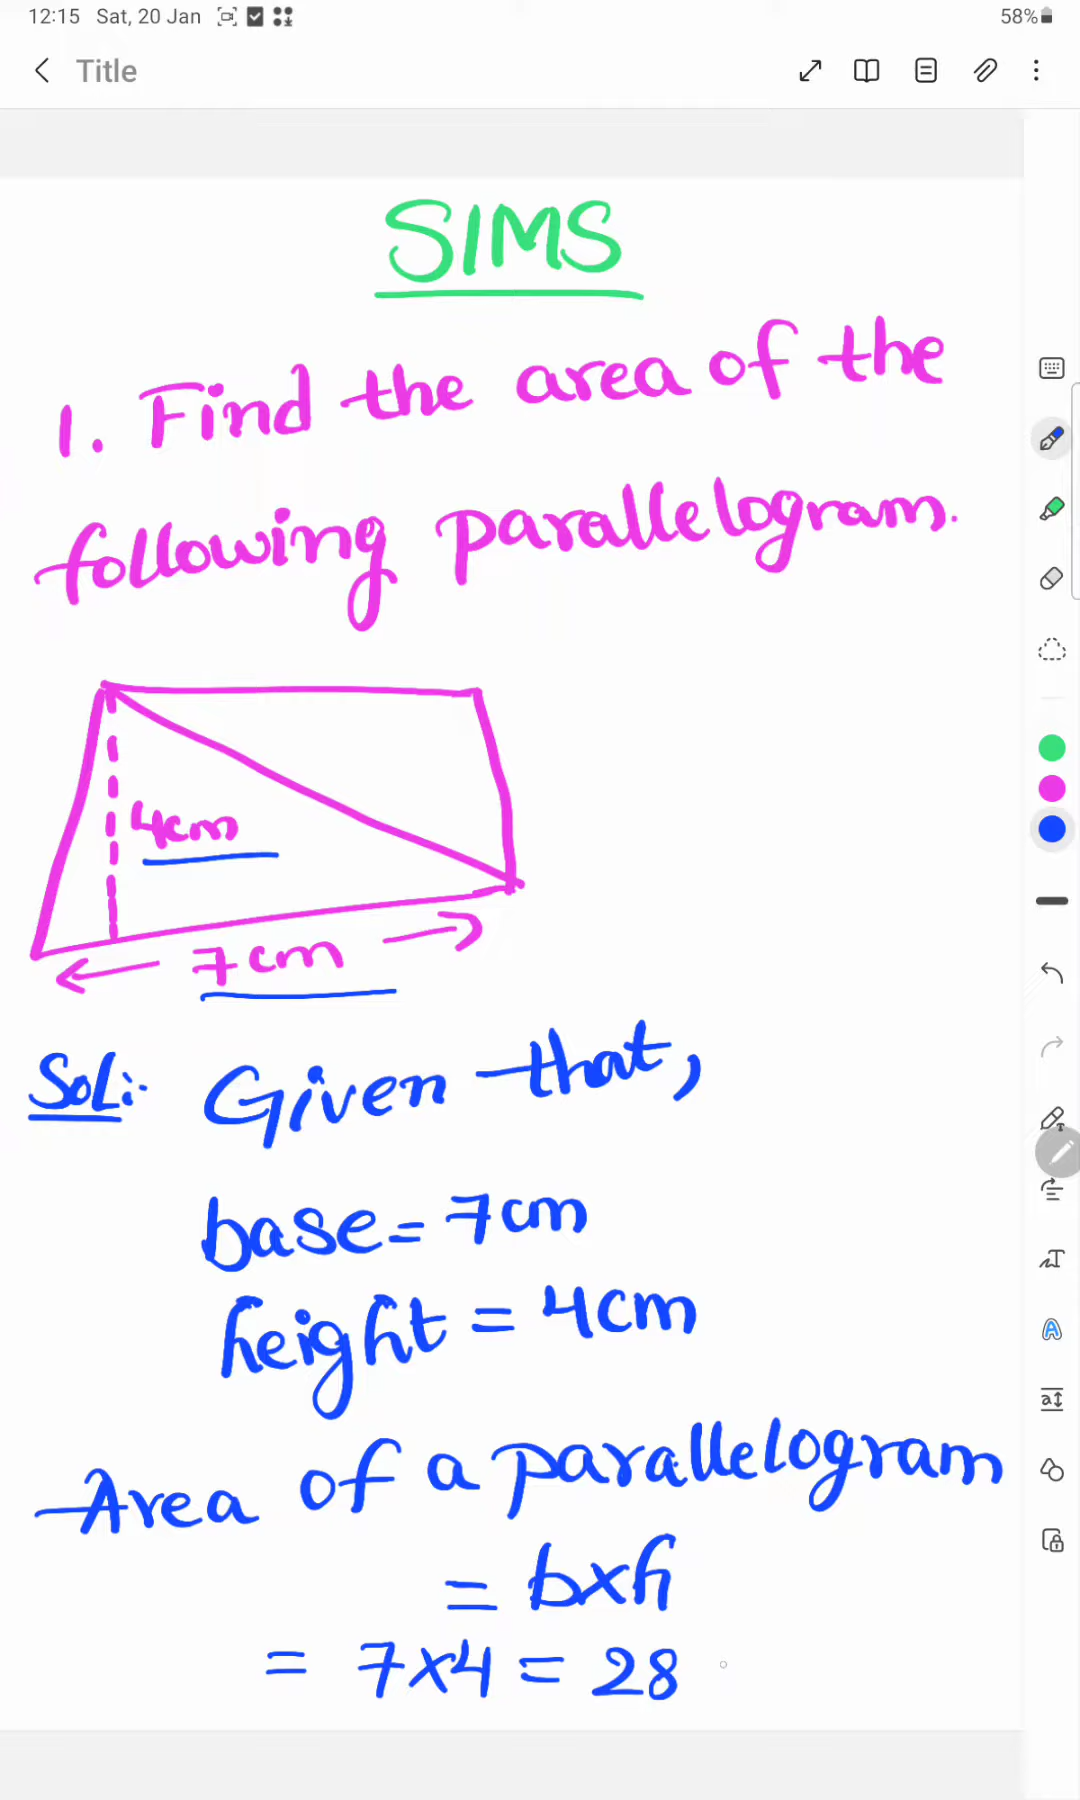 12:15 Sat, 20 Jan
58%
Title
SIMS
1. Find the area of the
following parallelogram.
4cm
7cm
Sol:- Given that,
base = 7cm
height = 4cm
Area of a parallelogram
= b×h
= 7×4 = 28